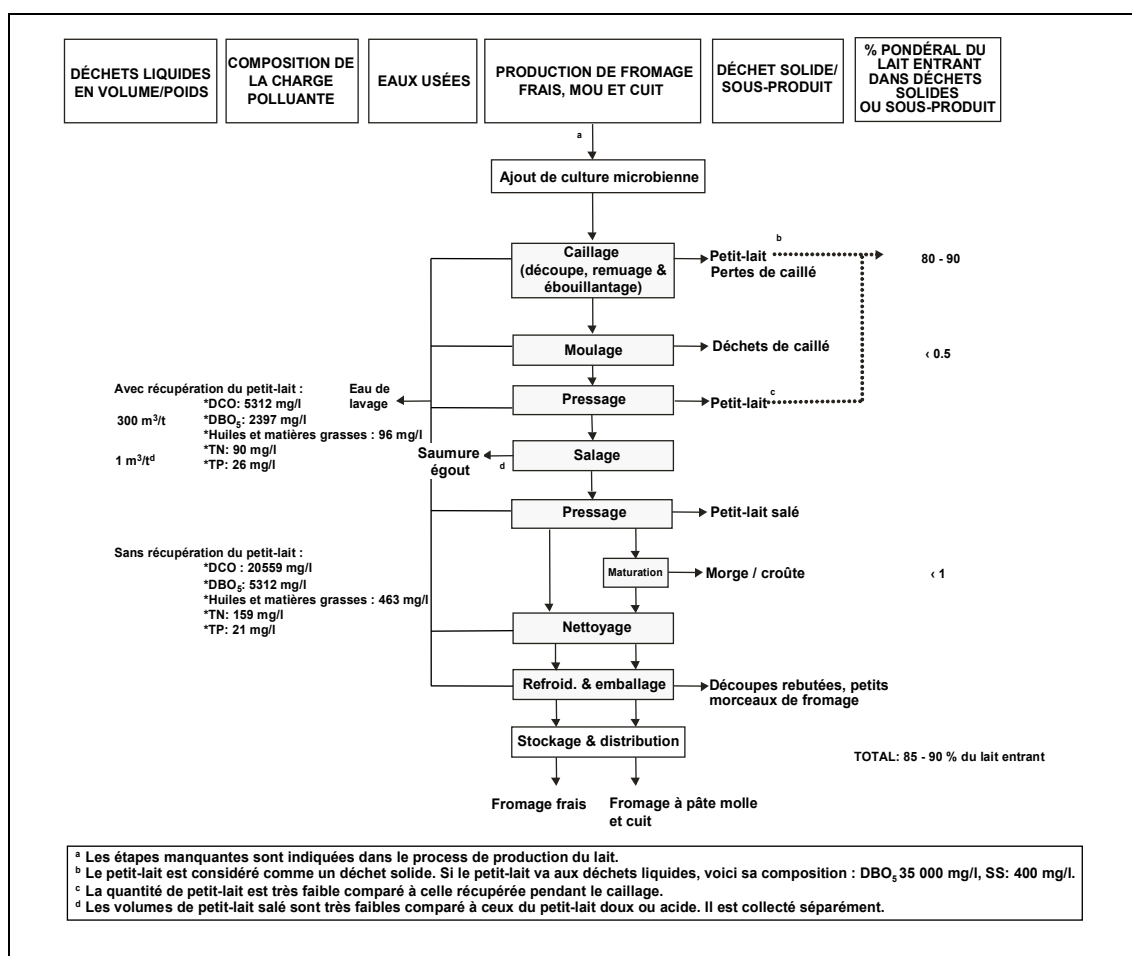 DÉCHETS LIQUIDES
EN VOLUME/POIDS
COMPOSITION DE
LA CHARGE
POLLUANTE
EAUX USÉES
PRODUCTION DE FROMAGE
FRAIS, MOU ET CUIT
DÉCHET SOLIDE/
SOUS-PRODUIT
% PONDÉRAL DU
LAIT ENTRANT
DANS DÉCHETS
SOLIDES
OU SOUS-PRODUIT
a
Ajout de culture microbienne
Caillage
(découpe, remuage &
ébouillantage)
Petit-lait b
Pertes de caillé
80 - 90
Moulage
Déchets de caillé
‹ 0.5
Pressage
Petit-lait c
Eau de
lavage
Avec récupération du petit-lait :
*DCO: 5312 mg/l
300 m3/t
*DBO5: 2397 mg/l
*Huiles et matières grasses : 96 mg/l
*TN: 90 mg/l
1 m3/td
*TP: 26 mg/l
Saumure
égout
d
Salage
Pressage
Petit-lait salé
Sans récupération du petit-lait :
*DCO : 20559 mg/l
*DBO5: 5312 mg/l
*Huiles et matières grasses : 463 mg/l
*TN: 159 mg/l
*TP: 21 mg/l
Maturation
Morge / croûte
‹ 1
Nettoyage
Refroid. & emballage
Découpes rebutées, petits
morceaux de fromage
Stockage & distribution
TOTAL: 85 - 90 % du lait entrant
Fromage frais
Fromage à pâte molle
et cuit
a Les étapes manquantes sont indiquées dans le process de production du lait.
b Le petit-lait est considéré comme un déchet solide. Si le petit-lait va aux déchets liquides, voici sa composition : DBO5 35 000 mg/l, SS: 400 mg/l.
c La quantité de petit-lait est très faible comparé à celle récupérée pendant le caillage.
d Les volumes de petit-lait salé sont très faibles comparé à ceux du petit-lait doux ou acide. Il est collecté séparément.